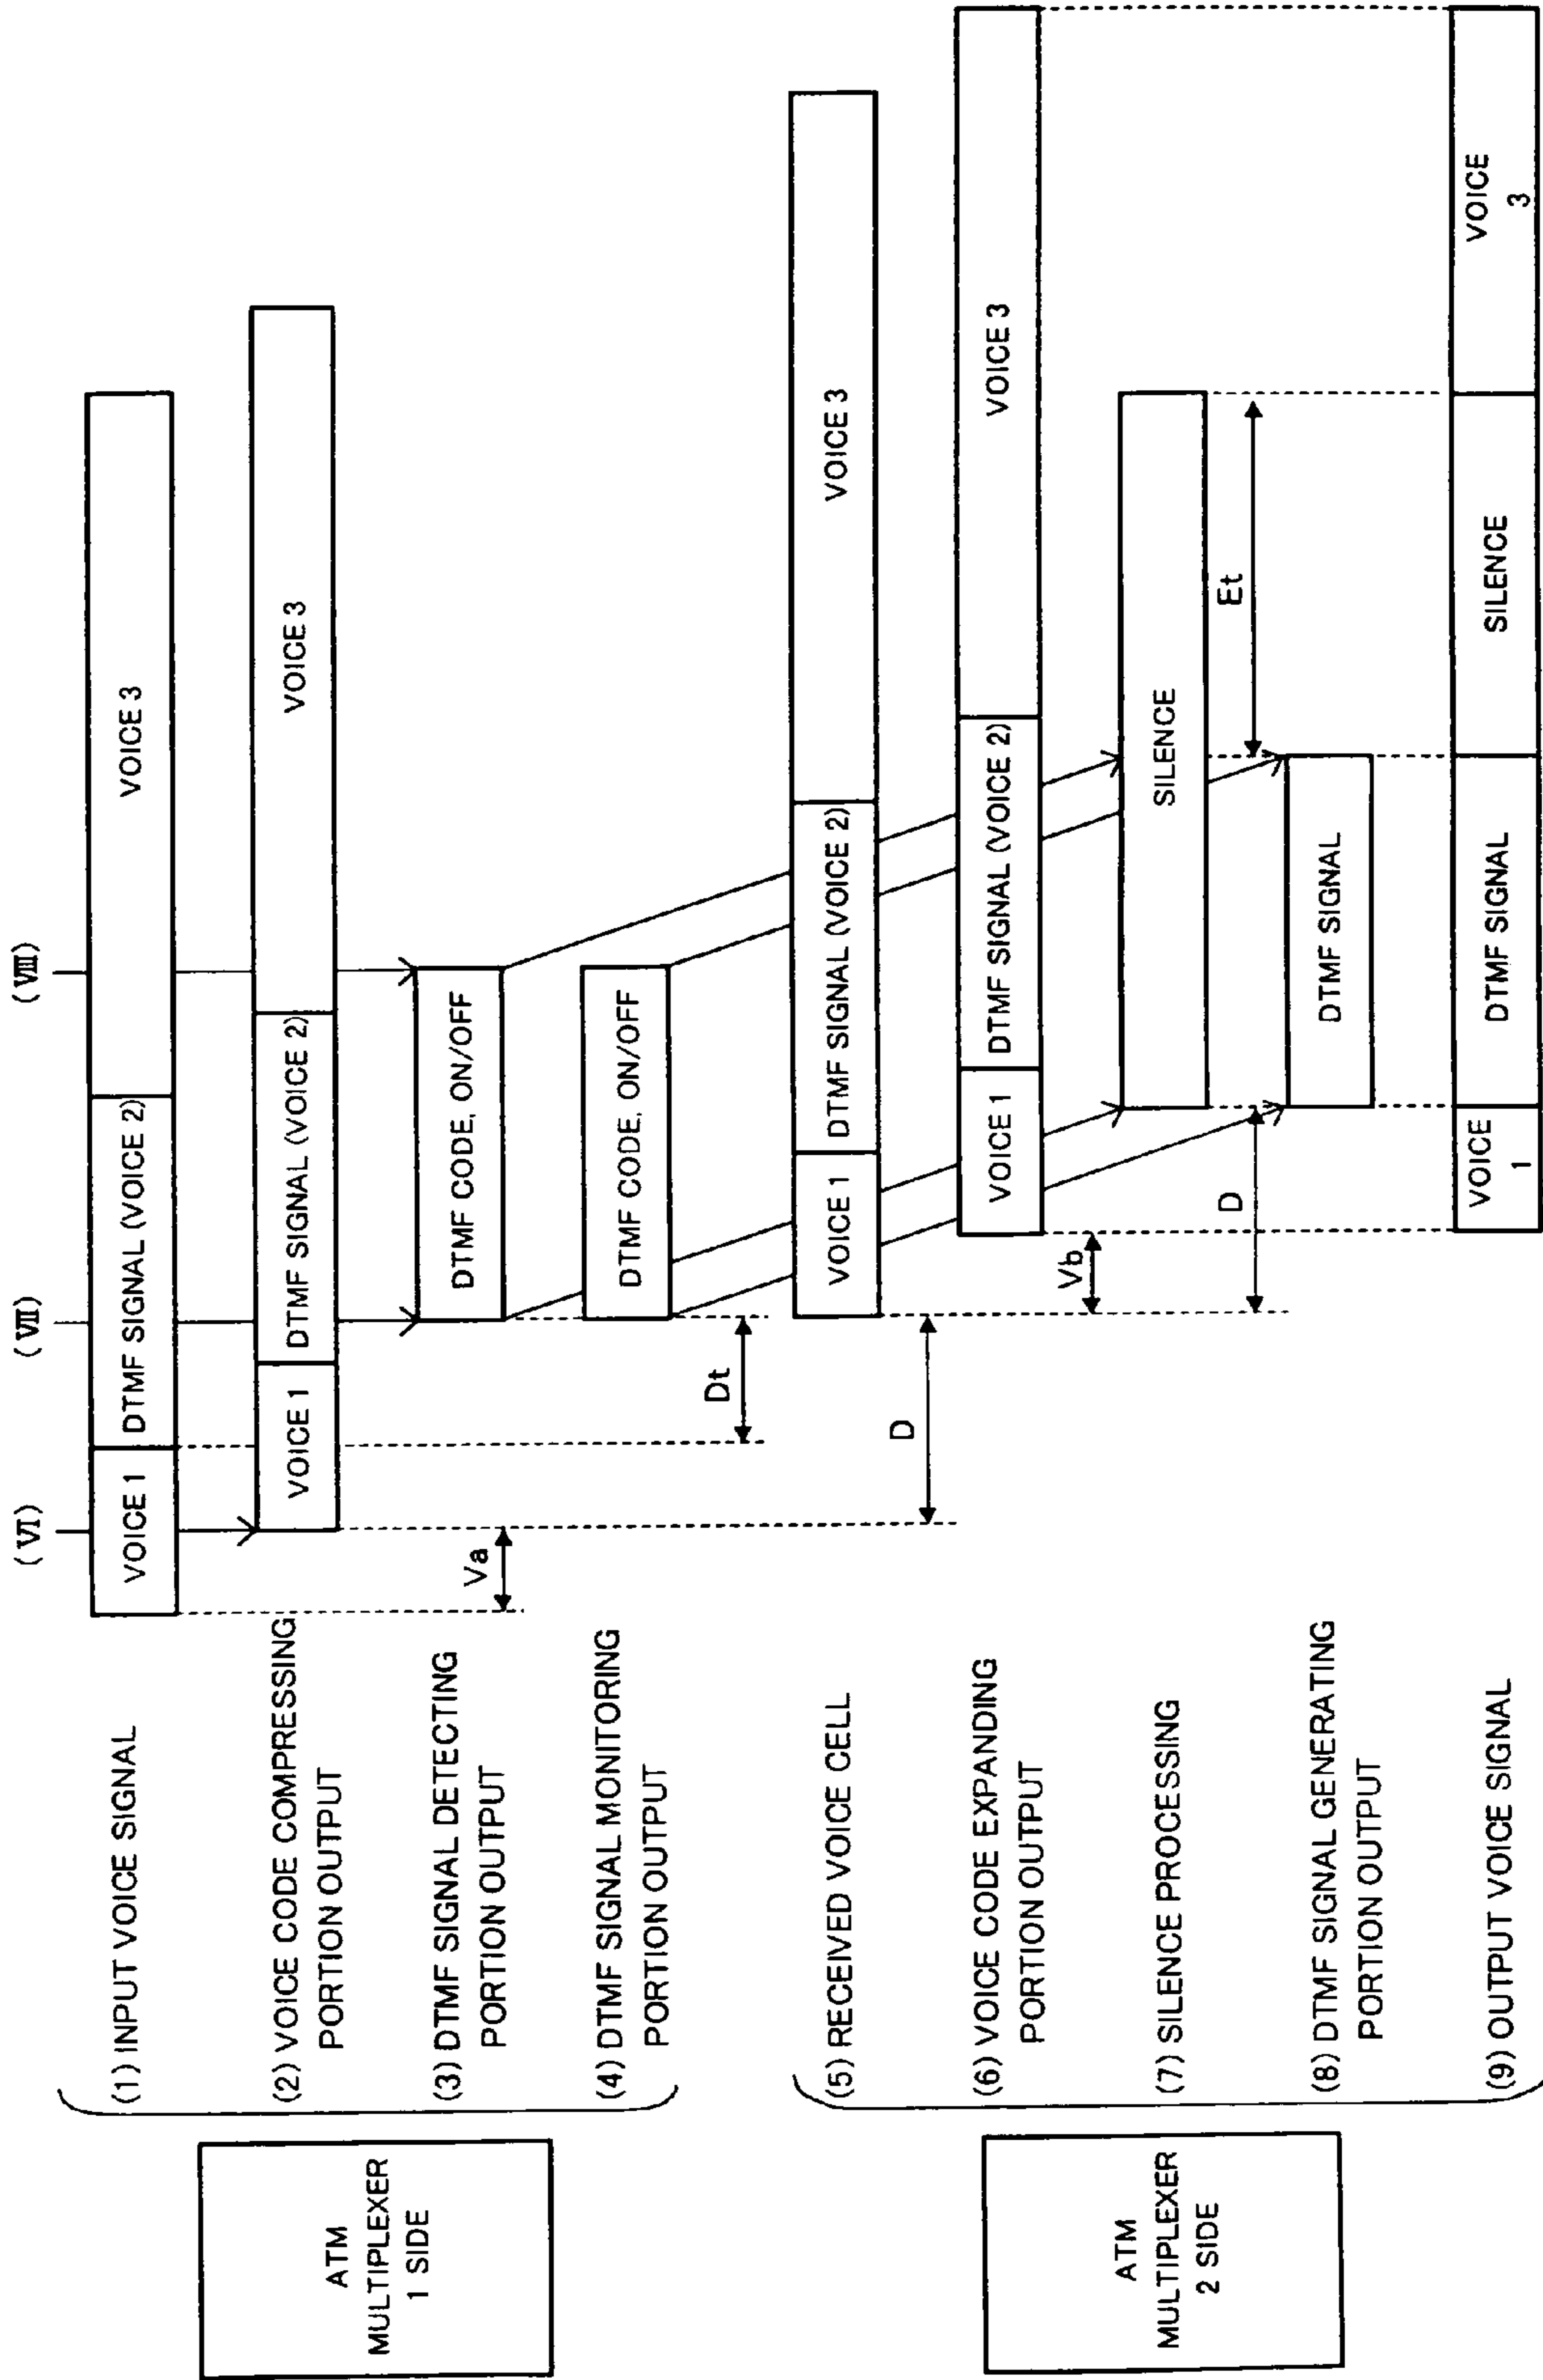 (VI)
(VII)
(VIII)
ATM
MULTIPLEXER
1 SIDE
(1) INPUT VOICE SIGNAL
VOICE 1
DTMF SIGNAL (VOICE 2)
VOICE 3
(2) VOICE CODE COMPRESSING
PORTION OUTPUT
VOICE 1
DTMF SIGNAL (VOICE 2)
VOICE 3
(3) DTMF SIGNAL DETECTING
PORTION OUTPUT
Va
DTMF CODE, ON/OFF
(4) DTMF SIGNAL MONITORING
PORTION OUTPUT
DTMF CODE, ON/OFF
Dt
ATM
MULTIPLEXER
2 SIDE
(5) RECEIVED VOICE CELL
VOICE 1
DTMF SIGNAL (VOICE 2)
VOICE 3
D
(6) VOICE CODE EXPANDING
PORTION OUTPUT
VOICE 1
DTMF SIGNAL (VOICE 2)
VOICE 3
Vb
(7) SILENCE PROCESSING
SILENCE
D
Et
(8) DTMF SIGNAL GENERATING
PORTION OUTPUT
DTMF SIGNAL
(9) OUTPUT VOICE SIGNAL
VOICE
1
DTMF SIGNAL
SILENCE
VOICE
3